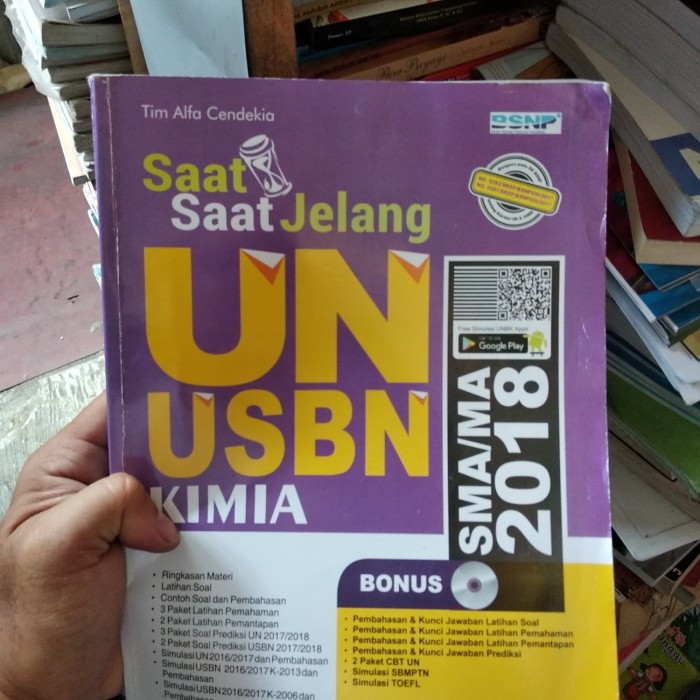 Tim Alfa Cendekia
BSNP
Saat
Saat Jelang
UN
USBN
KIMIA
Free Simulasi UNBK Apps
Google Play
SMA/MA
2018
• Ringkasan Materi
• Latihan Soal
• Contoh Soal dan Pembahasan
• 3 Paket Latihan Pemahaman
• 2 Paket Latihan Pemantapan
• 3 Paket Soal Prediksi UN 2017/2018
• 2 Paket Soal Prediksi USBN 2017/2018
• Simulasi UN 2016/2017 dan Pembahasan
• Simulasi USBN 2016/2017 K-2013 dan
Pembahasan
• Simulasi USBN 2016/2017 K-2006 dan
Pembahasan
BONUS
• Pembahasan & Kunci Jawaban Latihan Soal
• Pembahasan & Kunci Jawaban Latihan Pemahaman
• Pembahasan & Kunci Jawaban Latihan Pemantapan
• Pembahasan & Kunci Jawaban Prediksi
• 2 Paket CBT UN
• Simulasi SBMPTN
• Simulasi TOEFL